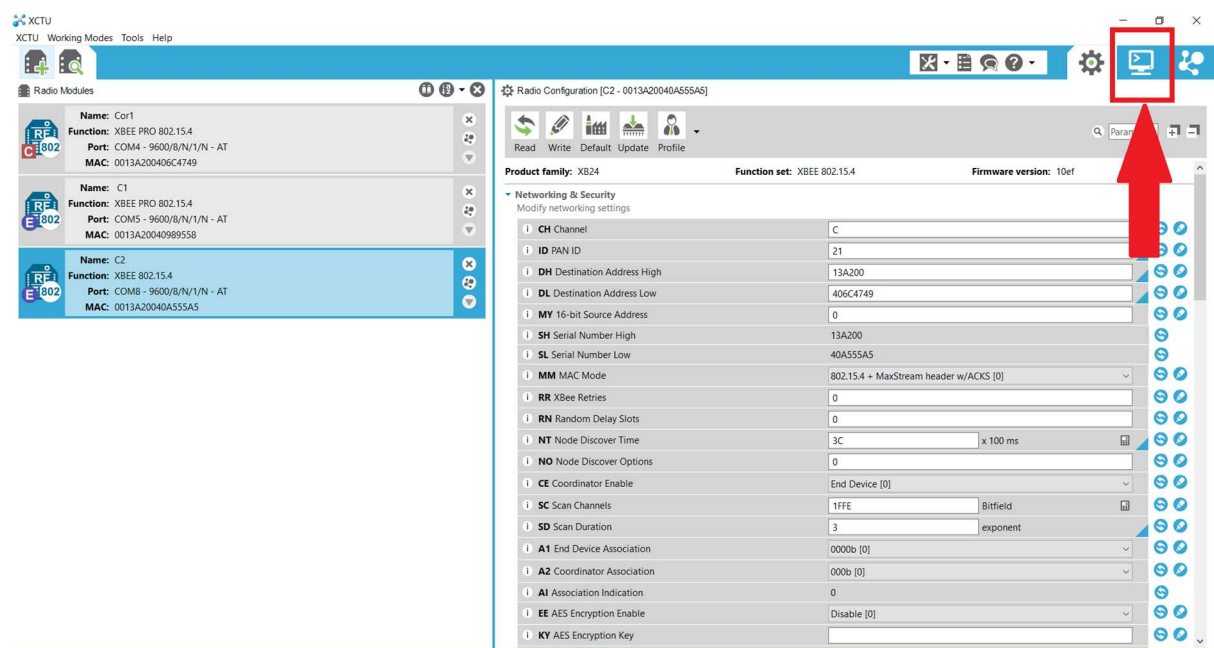 XCTU
XCTU Working Modes Tools Help
Radio Modules
Radio Configuration [C2 - 0013A20040A555A5]
Name: Cor1
Function: XBEE PRO 802.15.4
Port: COM4 - 9600/8/N/1/N - AT
MAC: 0013A200406C4749
RF
C 802
Name: C1
Function: XBEE PRO 802.15.4
Port: COM5 - 9600/8/N/1/N - AT
MAC: 0013A20040989558
RF
E 802
Name: C2
Function: XBEE 802.15.4
Port: COM8 - 9600/8/N/1/N - AT
MAC: 0013A20040A555A5
RF
E 802
Read Write Default Update Profile
Product family: XB24 Function set: XBEE 802.15.4 Firmware version: 10ef
Networking & Security
Modify networking settings
i CH Channel C
i ID PAN ID 21
i DH Destination Address High 13A200
i DL Destination Address Low 406C4749
i MY 16-bit Source Address 0
i SH Serial Number High 13A200
i SL Serial Number Low 40A555A5
i MM MAC Mode 802.15.4 + MaxStream header w/ACKS [0]
i RR XBee Retries 0
i RN Random Delay Slots 0
i NT Node Discover Time 3C x 100 ms
i NO Node Discover Options 0
i CE Coordinator Enable End Device [0]
i SC Scan Channels 1FFE Bitfield
i SD Scan Duration 3 exponent
i A1 End Device Association 0000b [0]
i A2 Coordinator Association 000b [0]
i AI Association Indication 0
i EE AES Encryption Enable Disable [0]
i KY AES Encryption Key